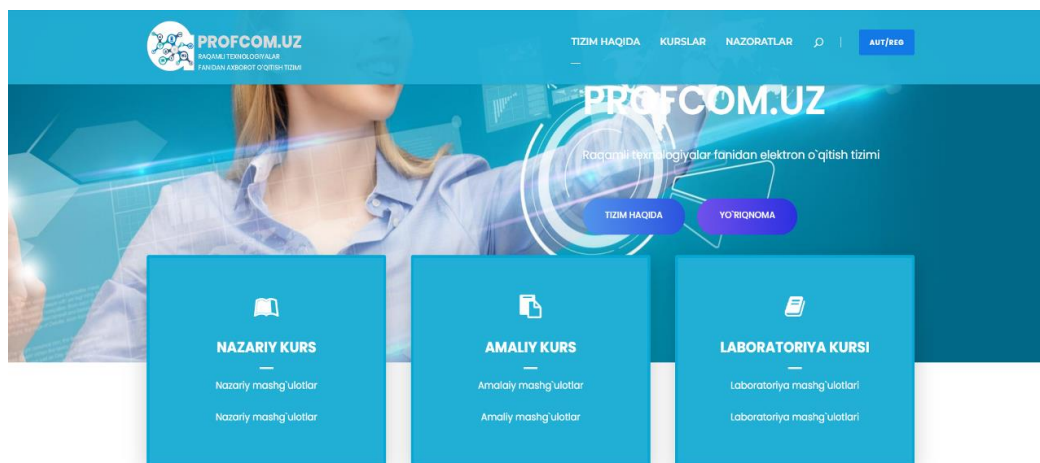 PROFCOM.UZ
RAQAMLI TEXNOLOGIYALAR
FANIDAN AXBOROT O`QITISH TIZIMI
TIZIM HAQIDA KURSLAR NAZORATLAR | AUT/REG
PROFCOM.UZ
Raqamli texnologiyalar fanidan elektron o`qitish tizimi
TIZIM HAQIDA YO`RIQNOMA
NAZARIY KURS
Nazariy mashg`ulotlar
Nazariy mashg`ulotlar
AMALIY KURS
Amalaiy mashg`ulotlar
Amaliy mashg`ulotlar
LABORATORIYA KURSI
Laboratoriya mashg`ulotlari
Laboratoriya mashg`ulotlari